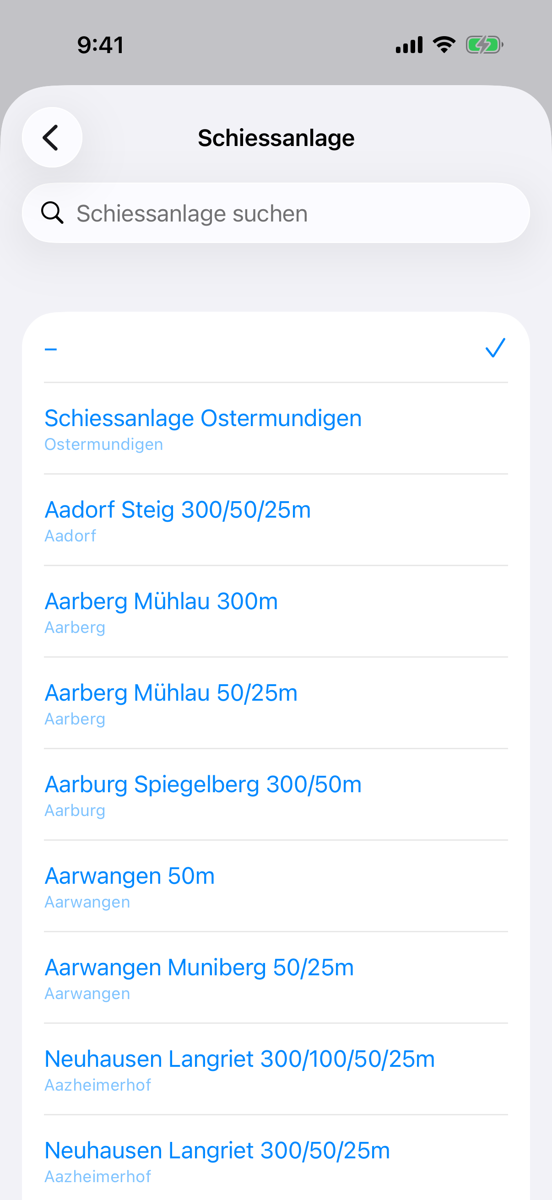 9:41
Schiessanlage
Schiessanlage suchen
–
Schiessanlage Ostermundigen
Ostermundigen
Aadorf Steig 300/50/25m
Aadorf
Aarberg Mühlau 300m
Aarberg
Aarberg Mühlau 50/25m
Aarberg
Aarburg Spiegelberg 300/50m
Aarburg
Aarwangen 50m
Aarwangen
Aarwangen Muniberg 50/25m
Aarwangen
Neuhausen Langriet 300/100/50/25m
Aazheimerhof
Neuhausen Langriet 300/50/25m
Aazheimerhof